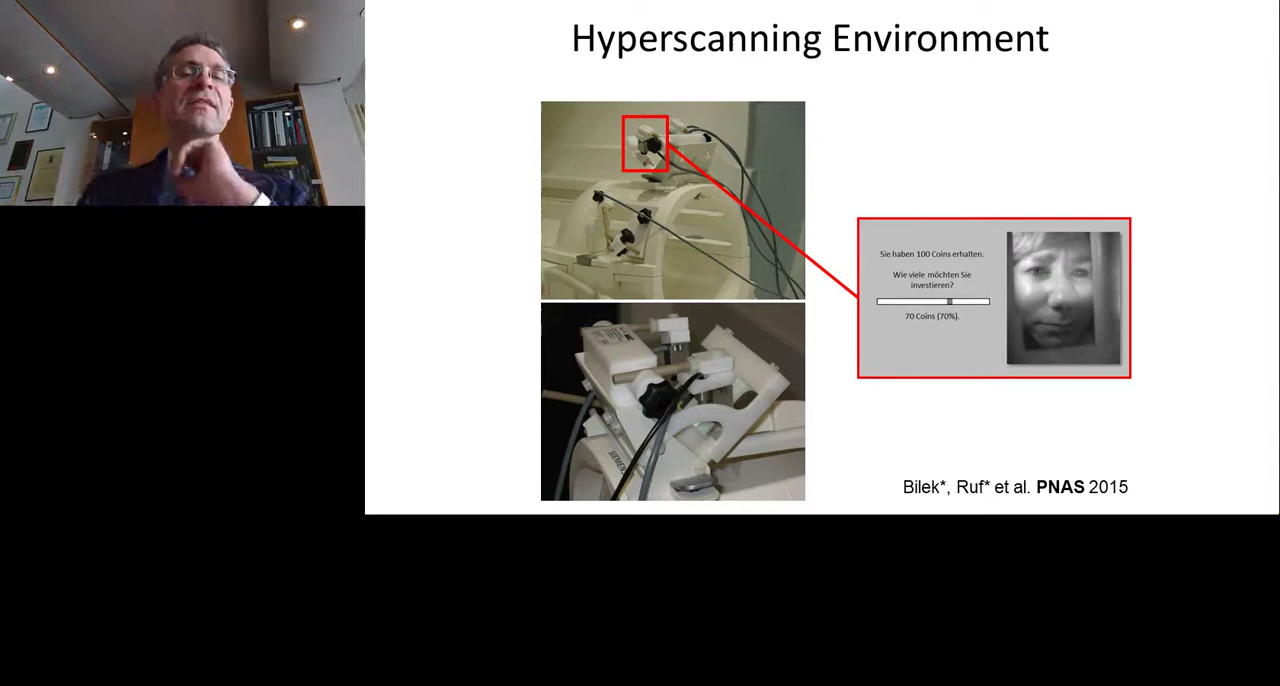 Hyperscanning Environment
Sie haben 100 Coins erhalten.
Wie viele möchten Sie
investieren?
70 Coins (70%).
SIEMENS
Bilek*, Ruf* et al. PNAS 2015